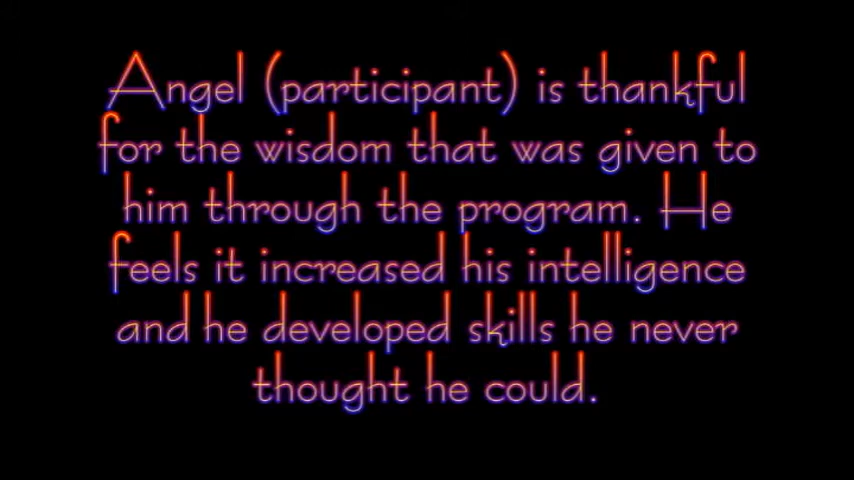 Angel (participant) is thankful
for the wisdom that was given to
him through the program. He
feels it increased his intelligence
and he developed skills he never
thought he could.